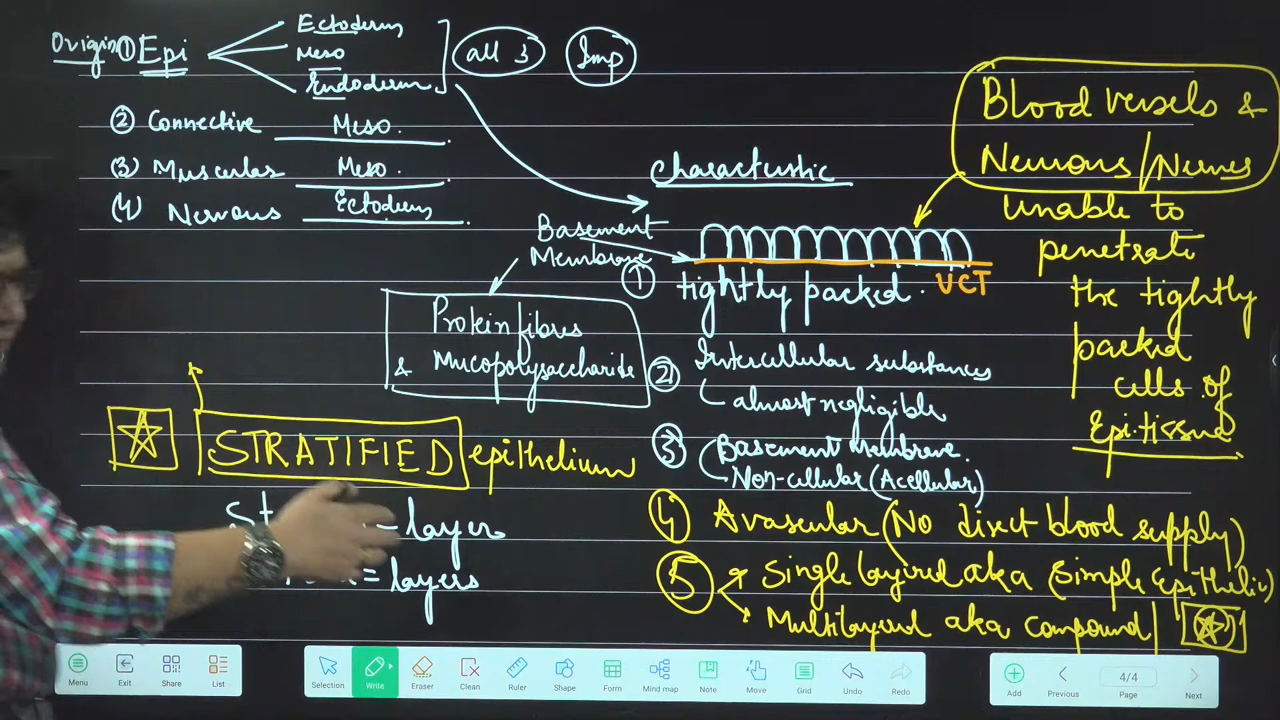 Origin ① Epi
Ectoderm
Meso
Endoderm
all 3
Imp
② Connective Meso.
(3) Muscular Meso.
(4) Nervous Ectoderm
Blood vessels &
Neurons/Nerves
unable to
penetrate
the tightly
packed
cells of
Epi.tissue
Characteristic
Basement
Membrane
① tightly packed. VCT
Protein fibres
& Mucopolysaccharide
② Intercellular substances
almost negligible
③ Basement Membrane.
Non-cellular (Acellular)
④ Avascular (No direct blood supply)
⑤ Single layered aka (Simple Epithelia)
Multilayered aka compound
STRATIFIED epithelium
layer
= layers
Menu
Exit
Share
List
Selection
Write
Eraser
Clean
Ruler
Shape
Form
Mind map
Note
Move
Grid
Undo
Redo
Add
Previous
4/4
Page
Next